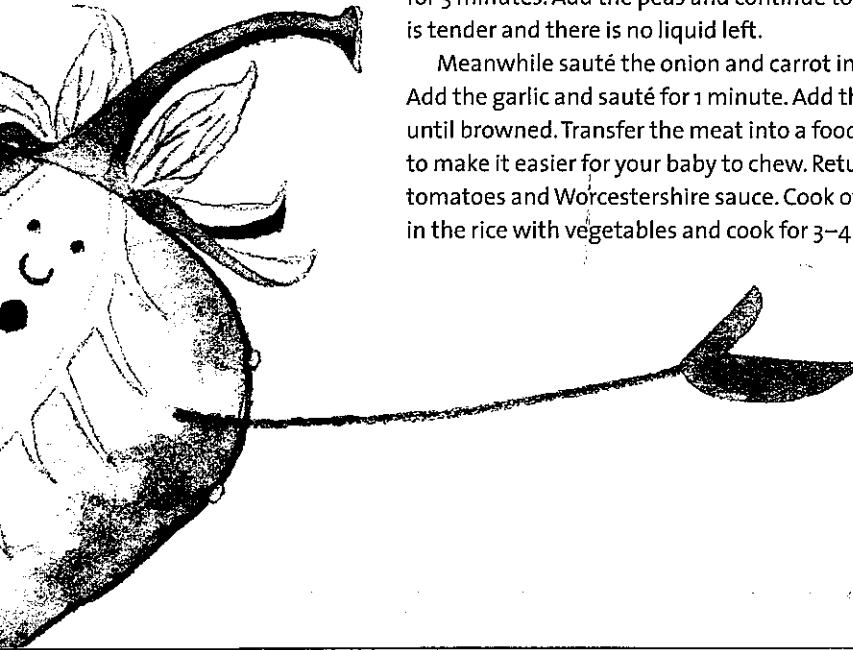 for 5 minutes. Add the peas and continue to
is tender and there is no liquid left.
Meanwhile sauté the onion and carrot in
Add the garlic and sauté for 1 minute. Add th
until browned. Transfer the meat into a food
to make it easier for your baby to chew. Retu
tomatoes and Worcestershire sauce. Cook o
in the rice with vegetables and cook for 3–4